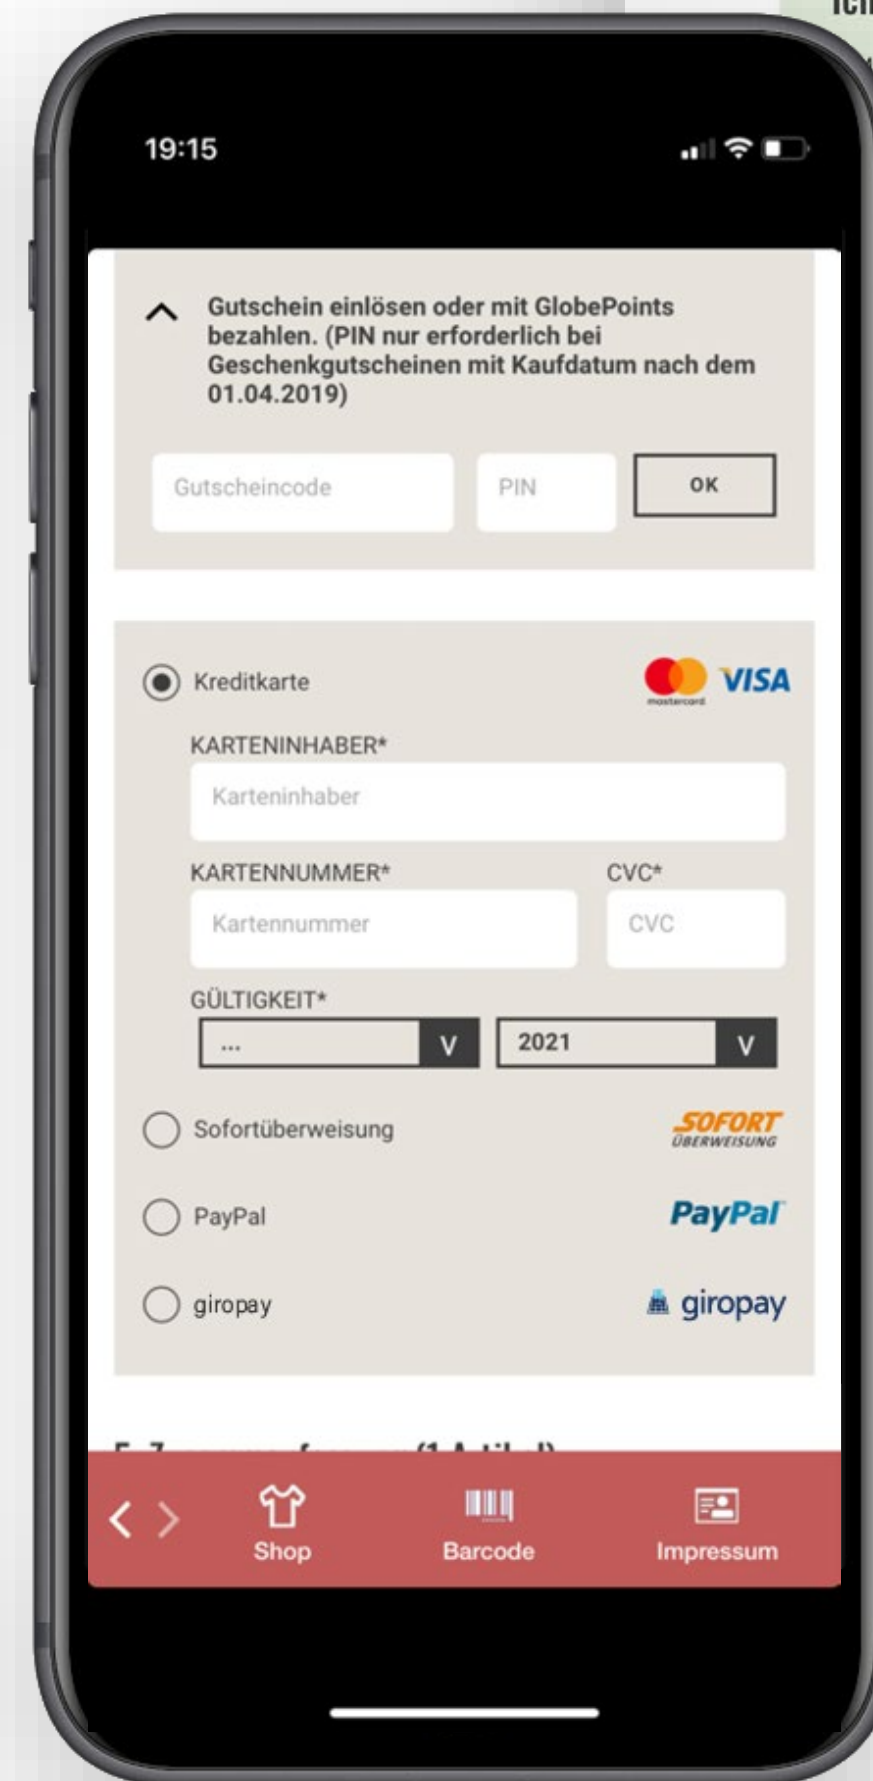 19:15
Gutschein einlösen oder mit GlobePoints
bezahlen. (PIN nur erforderlich bei
Geschenkgutscheinen mit Kaufdatum nach dem
01.04.2019)
Gutscheincode PIN OK
Kreditkarte mastercard VISA
KARTENINHABER*
Karteninhaber
KARTENNUMMER* CVC*
Kartennummer CVC
GÜLTIGKEIT*
... V 2021 V
Sofortüberweisung SOFORT
ÜBERWEISUNG
PayPal PayPal
giropay giropay
Shop Barcode Impressum